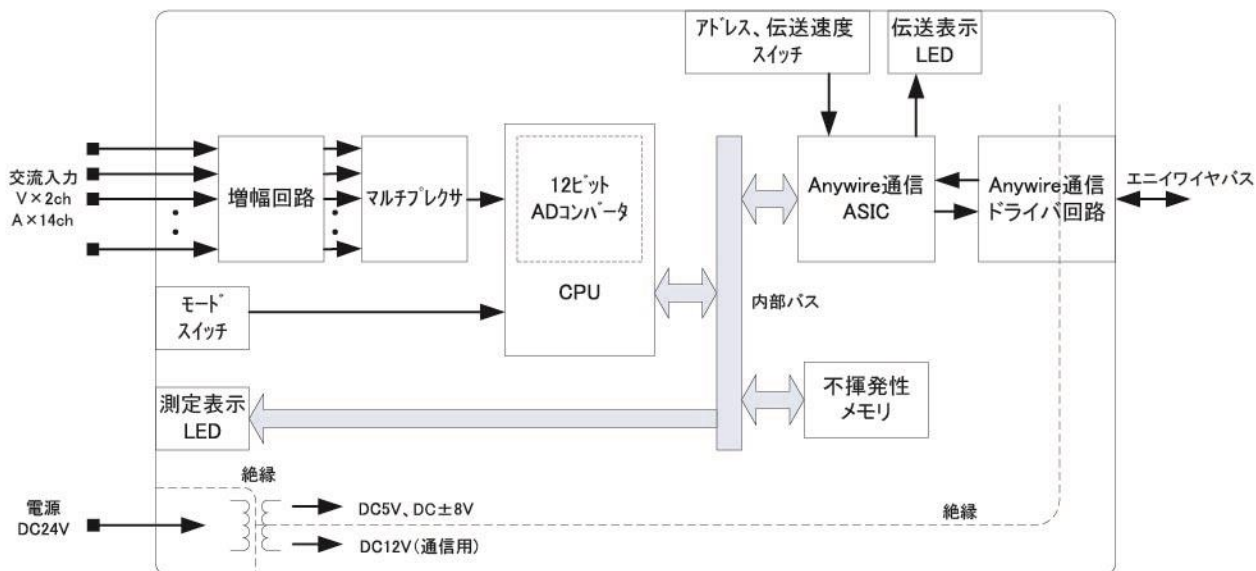 アドレス、伝送速度
スイッチ
伝送表示
LED
交流入力
V×2ch
A×14ch
増幅回路
マルチプレクサ
12ビット
ADコンバータ
CPU
Anywire通信
ASIC
Anywire通信
ドライバ回路
エニイワイヤバス
モード
スイッチ
内部バス
測定表示
LED
不揮発性
メモリ
絶縁
電源
DC24V
DC5V、DC±8V
DC12V(通信用)
絶縁